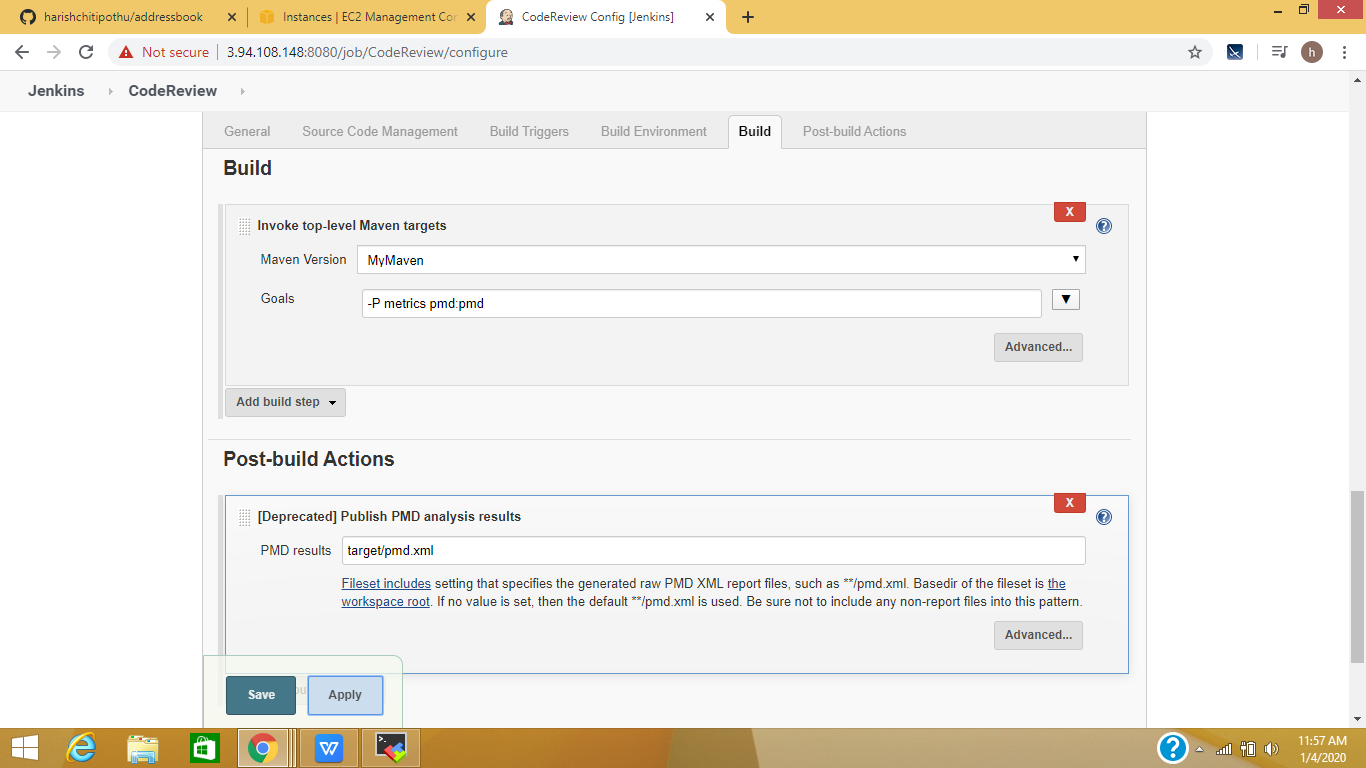 harishchitipothu/addressbook
Instances | EC2 Management Con
CodeReview Config [Jenkins]
Not secure
3.94.108.148:8080/job/CodeReview/configure
h
Jenkins
CodeReview
General
Source Code Management
Build Triggers
Build Environment
Build
Post-build Actions
Build
X
Invoke top-level Maven targets
?
Maven Version
MyMaven
Goals
-P metrics pmd:pmd
Advanced...
Add build step
Post-build Actions
X
[Deprecated] Publish PMD analysis results
?
PMD results
target/pmd.xml
Fileset includes setting that specifies the generated raw PMD XML report files, such as **/pmd.xml. Basedir of the fileset is the
workspace root. If no value is set, then the default **/pmd.xml is used. Be sure not to include any non-report files into this pattern.
Advanced...
Save
Apply
W
?
11:57 AM
1/4/2020